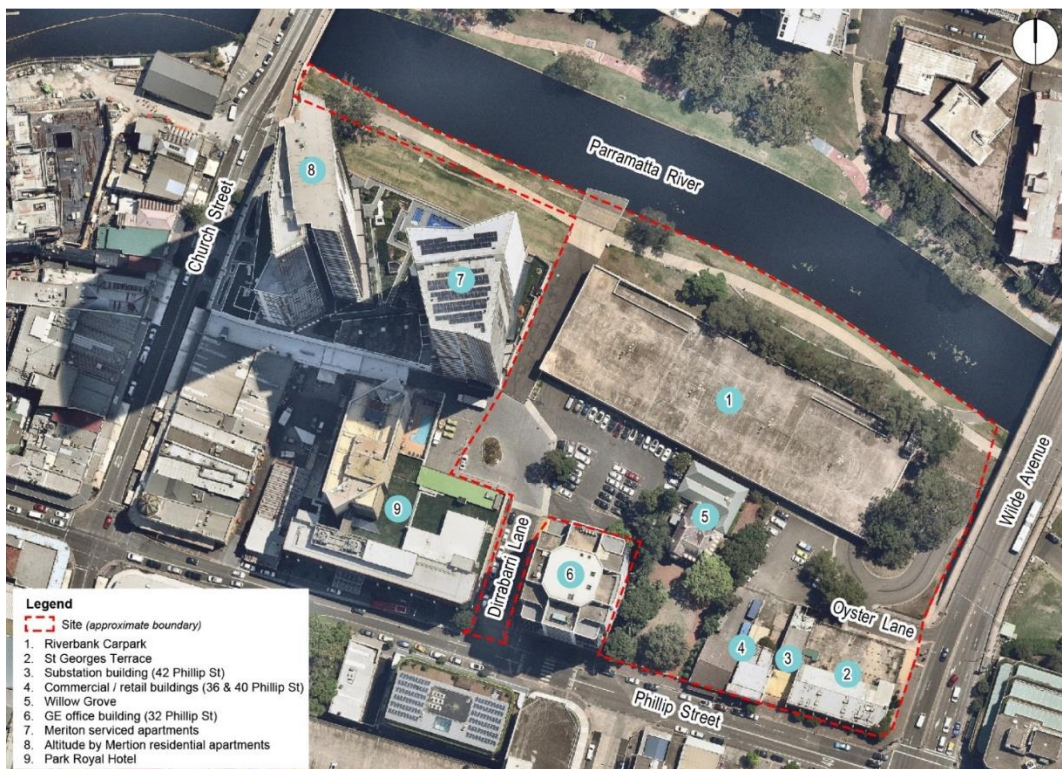 Parramatta River
8
Church Street
7
1
Wilde Avenue
5
9
Dirrabarri Lane
6
Oyster Lane
4
3
2
Phillip Street
Legend
Site (approximate boundary)
1. Riverbank Carpark
2. St Georges Terrace
3. Substation building (42 Phillip St)
4. Commercial / retail buildings (36 & 40 Phillip St)
5. Willow Grove
6. GE office building (32 Phillip St)
7. Meriton serviced apartments
8. Altitude by Mertion residential apartments
9. Park Royal Hotel